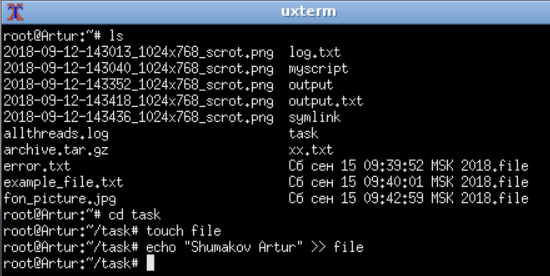 uxterm
root@Artur:~# ls
2018-09-12-143013_1024x768_scrot.png  log.txt
2018-09-12-143040_1024x768_scrot.png  myscript
2018-09-12-143352_1024x768_scrot.png  output
2018-09-12-143418_1024x768_scrot.png  output.txt
2018-09-12-143436_1024x768_scrot.png  symlink
allthreads.log                        task
archive.tar.gz                        xx.txt
error.txt                             Сб сен 15 09:39:52 MSK 2018.file
example_file.txt                      Сб сен 15 09:40:01 MSK 2018.file
fon_picture.jpg                       Сб сен 15 09:42:59 MSK 2018.file
root@Artur:~# cd task
root@Artur:~/task# touch file
root@Artur:~/task# echo "Shumakov Artur" >> file
root@Artur:~/task#